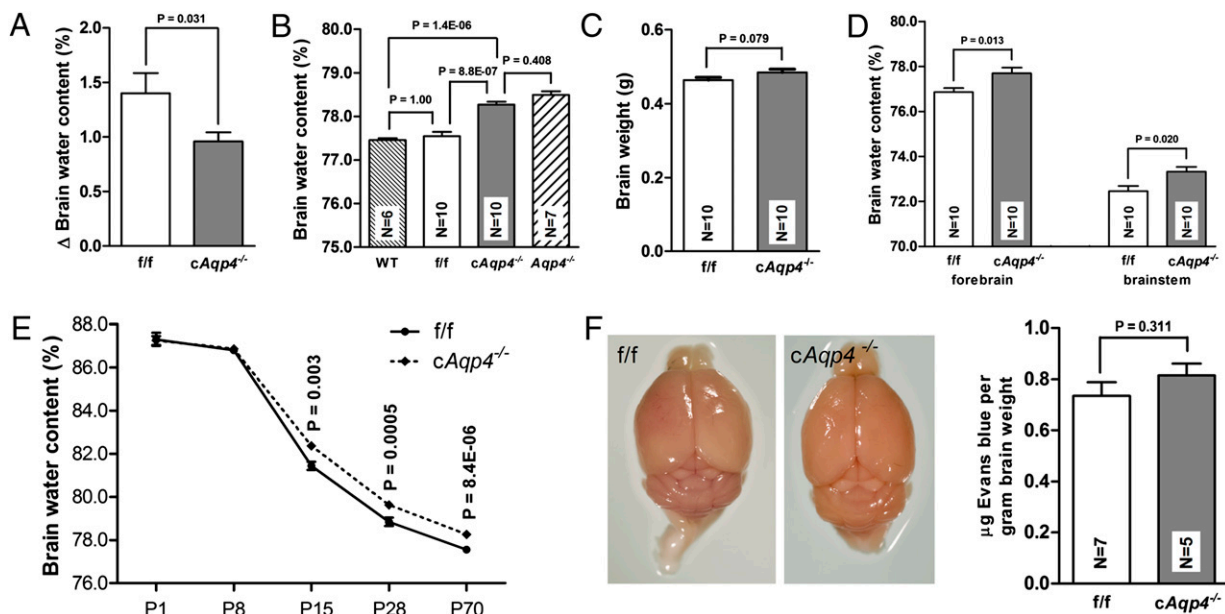 A
Δ Brain water content (%)
2.0
1.5
1.0
0.5
0.0
P = 0.031
f/f
cAqp4-/-
B
Brain water content (%)
80.0
79.0
78.0
77.0
76.0
75.0
P = 1.4E-06
P = 0.408
P = 8.8E-07
P = 1.00
N=6
N=10
N=10
N=7
WT
f/f
cAqp4-/-
Aqp4-/-
C
Brain weight (g)
0.6
0.4
0.2
0.0
P = 0.079
N=10
N=10
f/f
cAqp4-/-
D
Brain water content (%)
79.0
76.0
73.0
70.0
P = 0.013
P = 0.020
N=10
N=10
N=10
N=10
f/f
cAqp4-/-
f/f
cAqp4-/-
forebrain
brainstem
E
Brain water content (%)
88.0
86.0
84.0
82.0
80.0
78.0
76.0
f/f
cAqp4-/-
P = 0.003
P = 0.0005
P = 8.4E-06
P1
P8
P15
P28
P70
F
f/f
cAqp4-/-
µg Evans blue per
gram brain weight
1.0
0.8
0.6
0.4
0.2
0.0
P = 0.311
N=7
N=5
f/f
cAqp4-/-